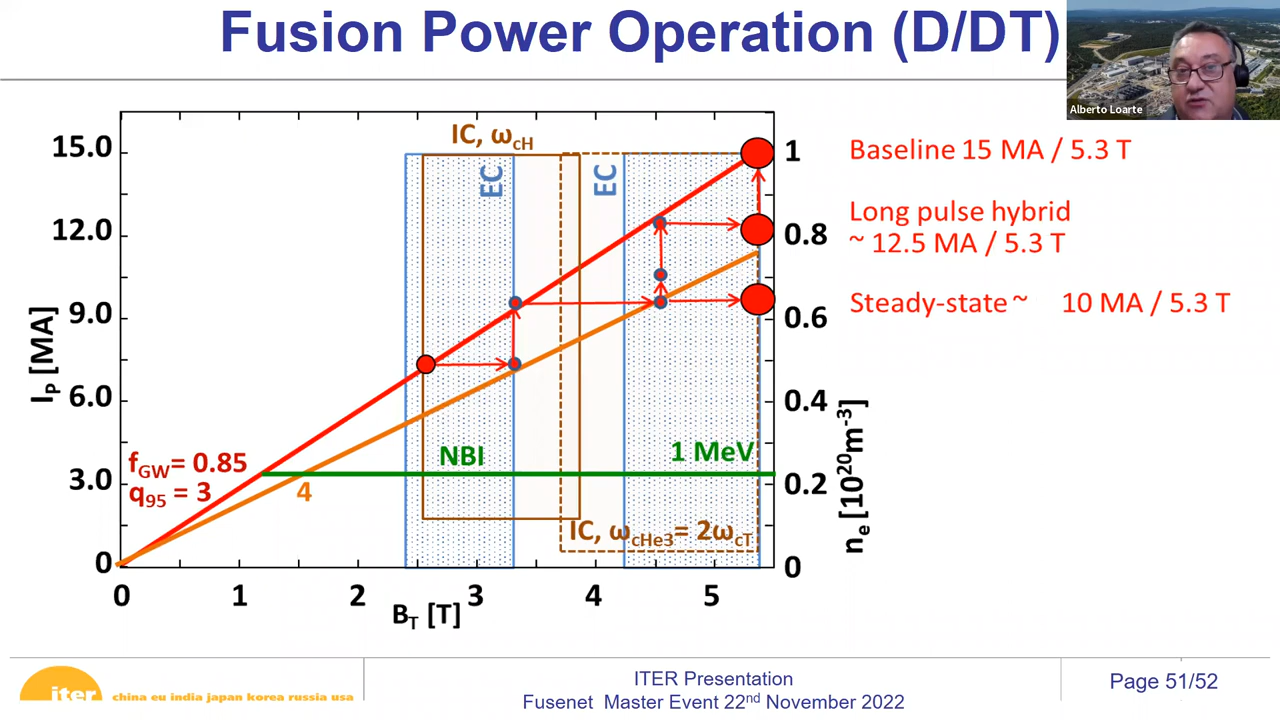 Fusion Power Operation (D/DT)
Alberto Loarte
IC, ωcH
EC
EC
15.0
12.0
9.0
6.0
3.0
0
IP [MA]
1
0.8
0.6
0.4
0.2
0
ne [10²⁰m⁻³]
Baseline 15 MA / 5.3 T
Long pulse hybrid
~ 12.5 MA / 5.3 T
Steady-state ~ 10 MA / 5.3 T
NBI
1 MeV
fGW= 0.85
q95 = 3
4
IC, ωcHe3= 2ωcT
0
1
2
3
4
5
BT [T]
iter
china eu india japan korea russia usa
ITER Presentation
Fusenet Master Event 22nd November 2022
Page 51/52